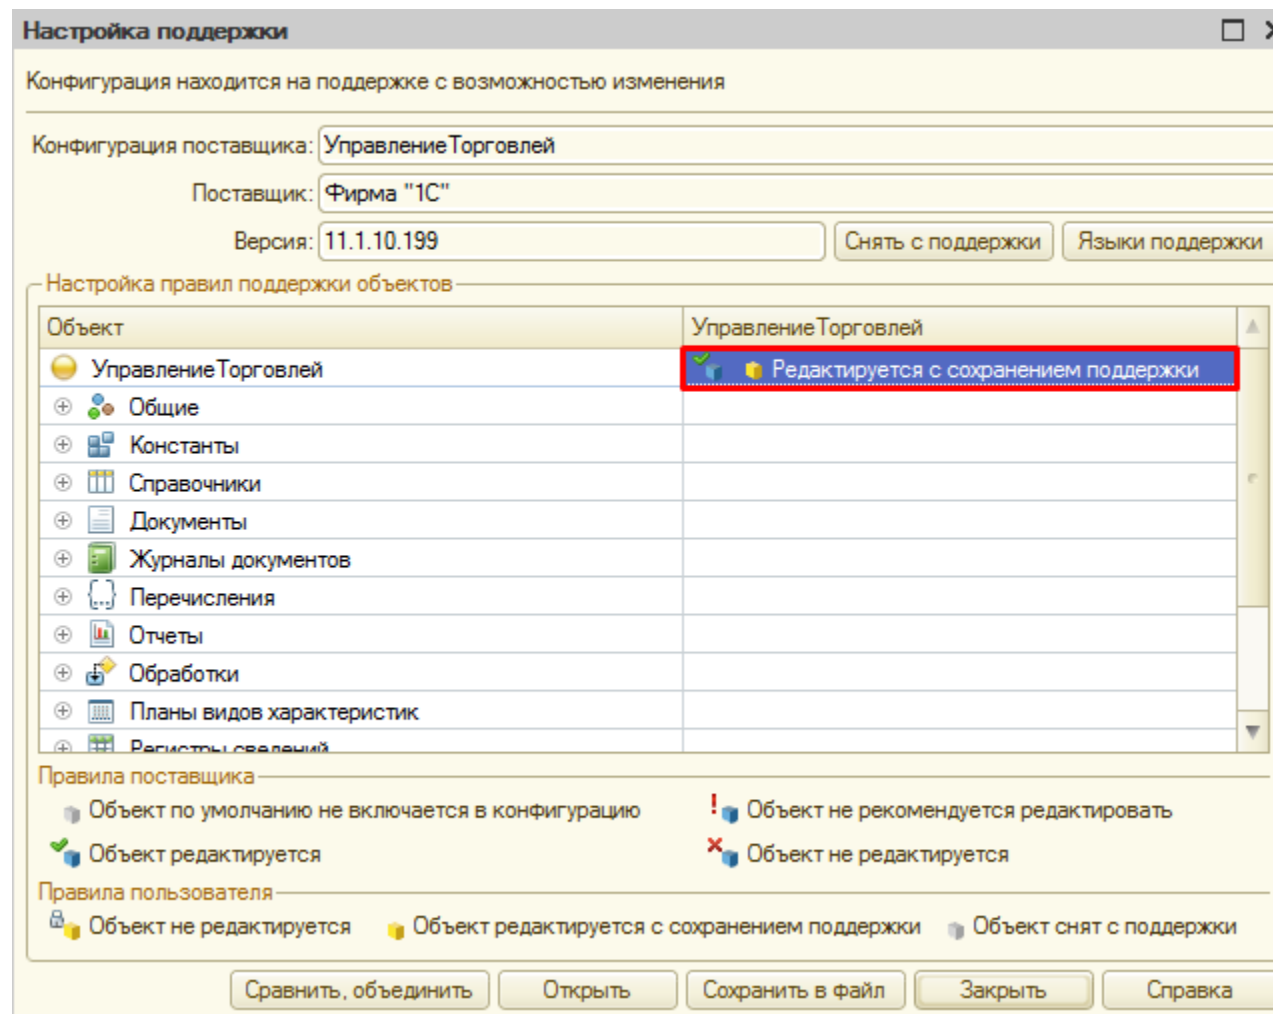 Настройка поддержки
Конфигурация находится на поддержке с возможностью изменения
Конфигурация поставщика: УправлениеТорговлей
Поставщик: Фирма "1С"
Версия: 11.1.10.199 Снять с поддержки Языки поддержки
Настройка правил поддержки объектов
Объект УправлениеТорговлей
УправлениеТорговлей Редактируется с сохранением поддержки
Общие
Константы
Справочники
Документы
Журналы документов
Перечисления
Отчеты
Обработки
Планы видов характеристик
Регистры сведений
Правила поставщика
Объект по умолчанию не включается в конфигурацию Объект не рекомендуется редактировать
Объект редактируется Объект не редактируется
Правила пользователя
Объект не редактируется Объект редактируется с сохранением поддержки Объект снят с поддержки
Сравнить, объединить Открыть Сохранить в файл Закрыть Справка